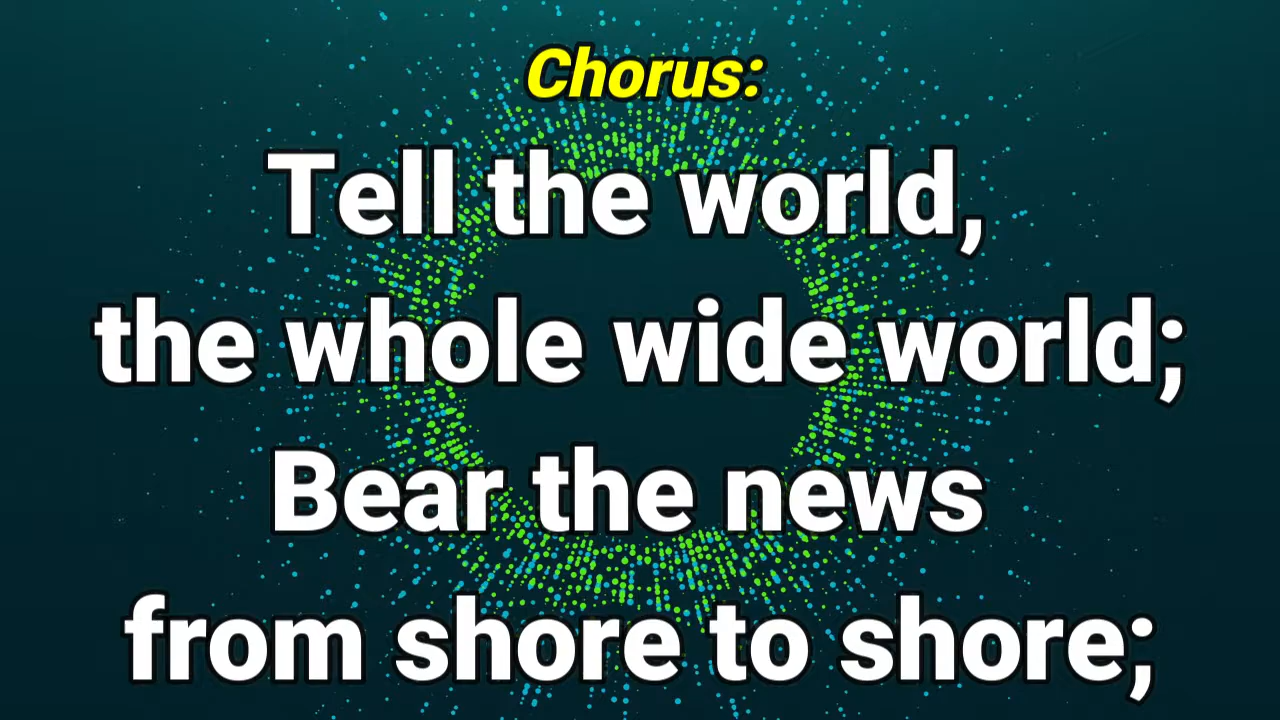 Chorus:
Tell the world,
the whole wide world;
Bear the news
from shore to shore;